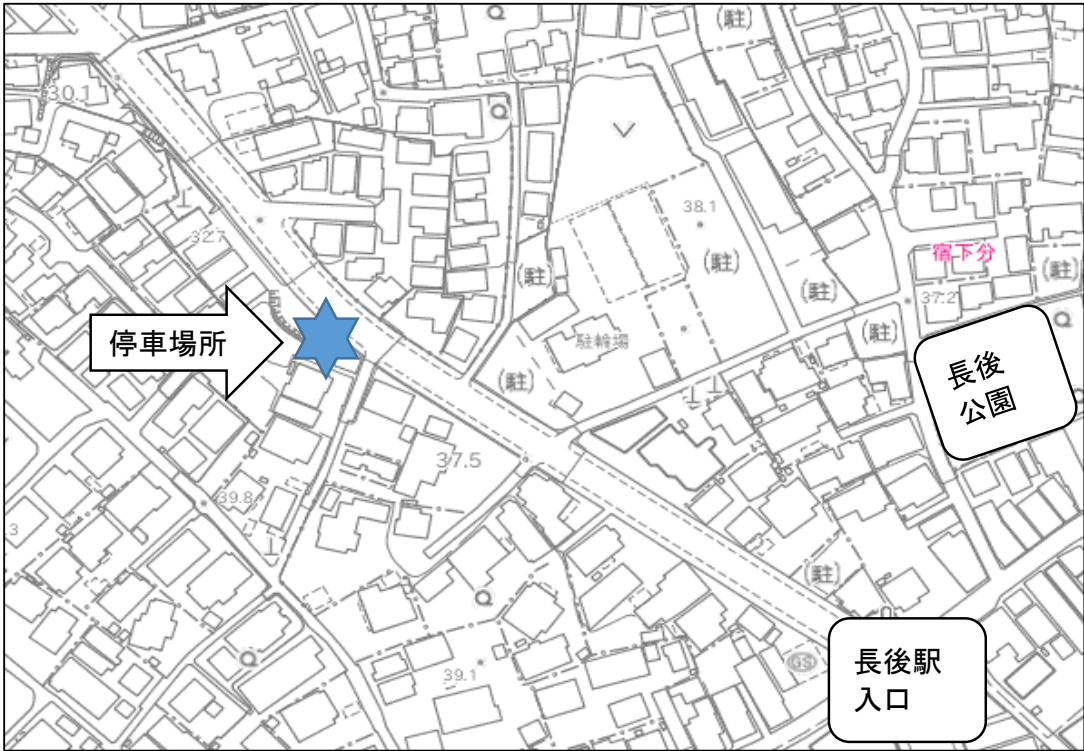 (駐)
30.1
38.1
32.7
(駐)
(駐)
宿下分
(駐)
(駐)
37.2
停車場所
駐輪場
(駐)
(駐)
長後
公園
37.5
39.8
.3
(駐)
39.1
GS
長後駅
入口